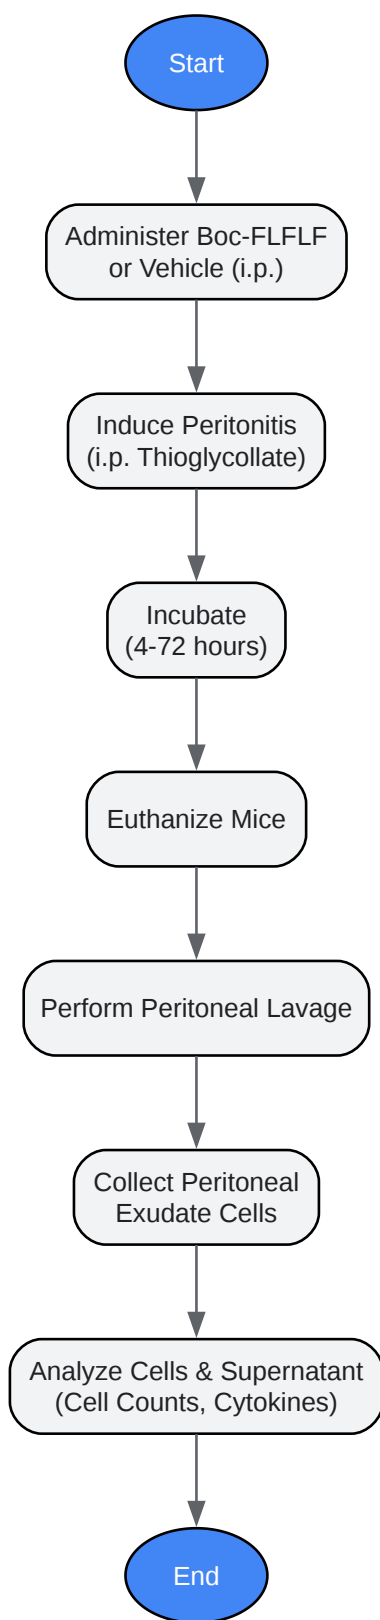 Start
Administer Boc-FLFLF
or Vehicle (i.p.)
Induce Peritonitis
(i.p. Thioglycollate)
Incubate
(4-72 hours)
Euthanize Mice
Perform Peritoneal Lavage
Collect Peritoneal
Exudate Cells
Analyze Cells & Supernatant
(Cell Counts, Cytokines)
End